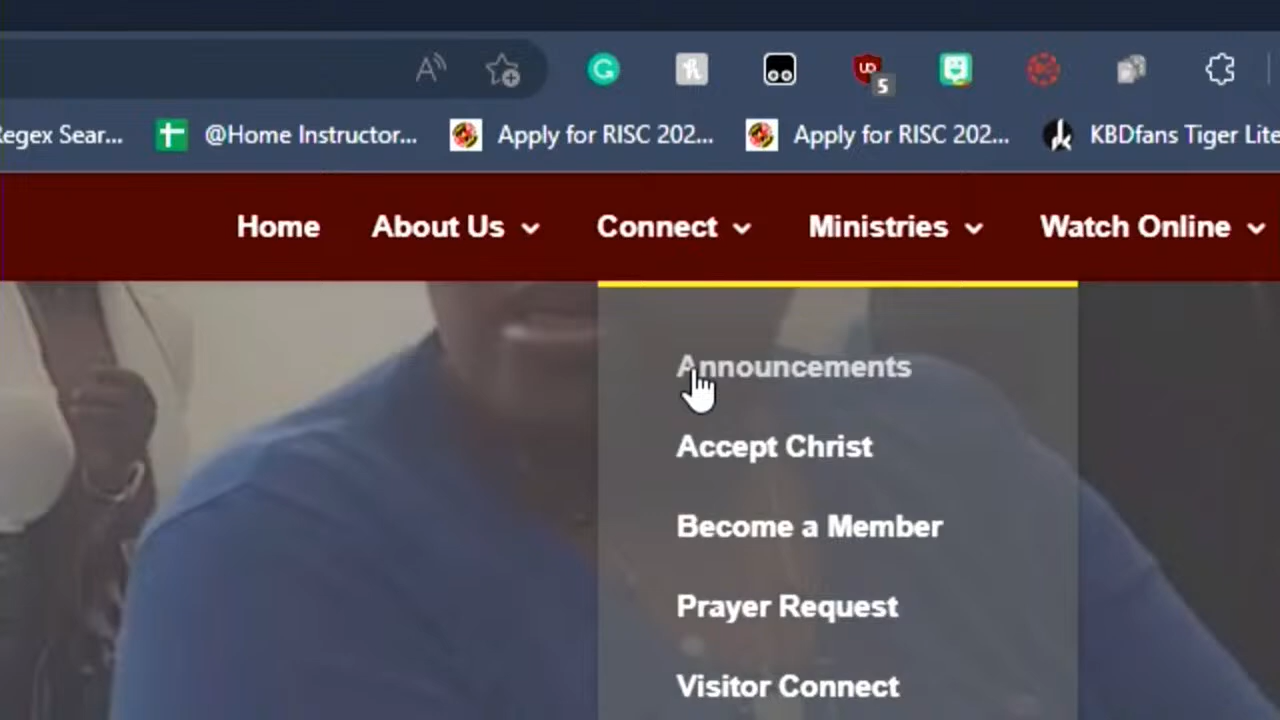 5
Regex Sear... @Home Instructor... Apply for RISC 202... Apply for RISC 202... KBDfans Tiger Lite
Home About Us Connect Ministries Watch Online
Announcements
Accept Christ
Become a Member
Prayer Request
Visitor Connect